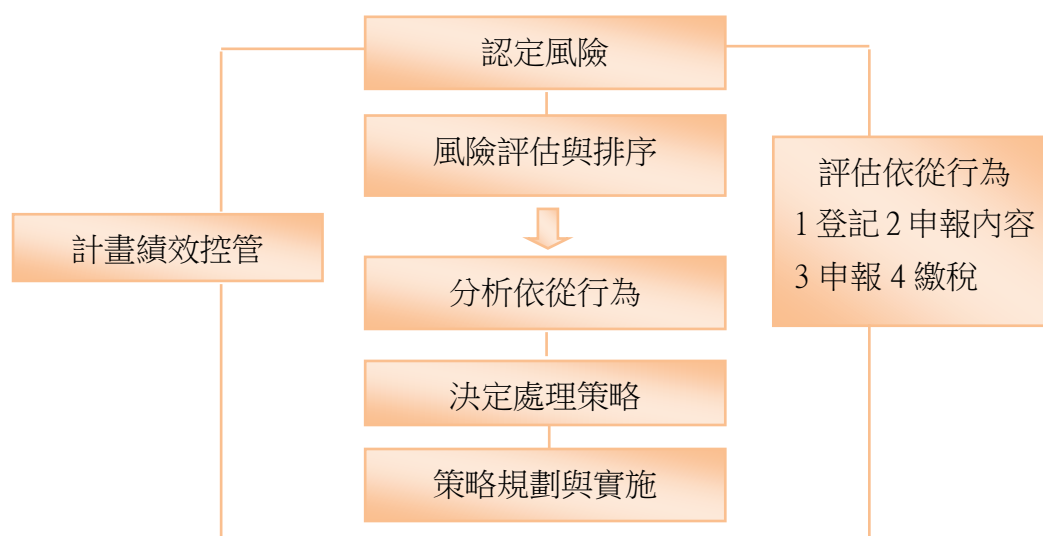 認定風險
風險評估與排序
計畫績效控管
分析依從行為
決定處理策略
策略規劃與實施
評估依從行為
1 登記 2 申報內容
3 申報 4 繳稅